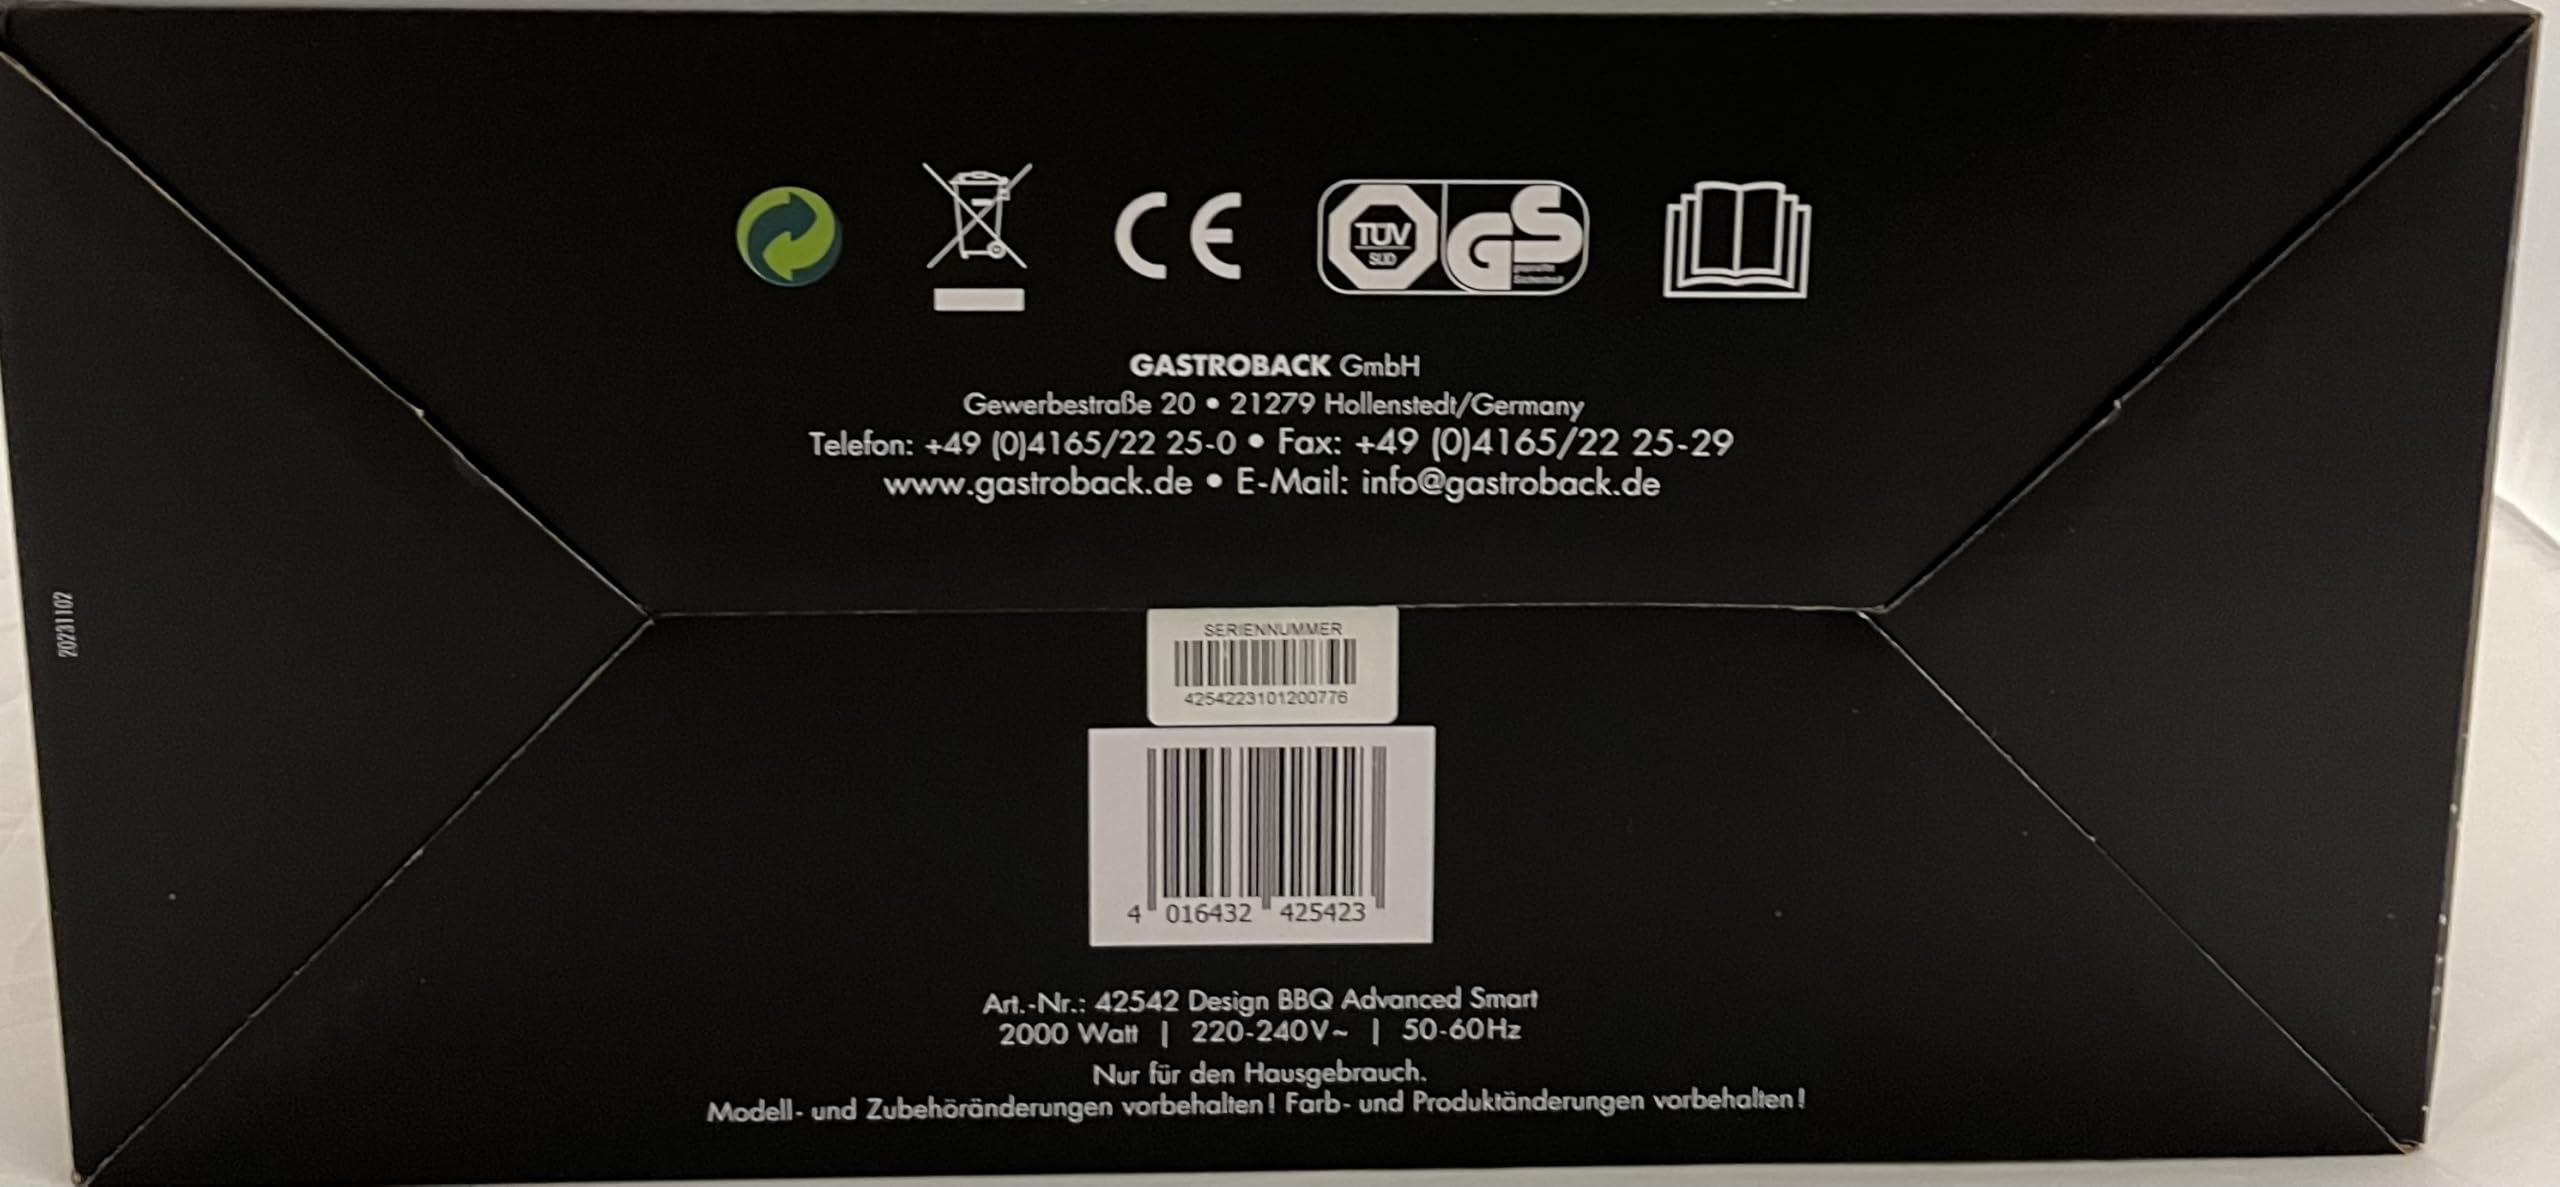 CE
TÜV
SÜD
GS
geprüfte
Sicherheit
GASTROBACK GmbH
Gewerbestraße 20 • 21279 Hollenstedt/Germany
Telefon: +49 (0)4165/22 25-0 • Fax: +49 (0)4165/22 25-29
www.gastroback.de • E-Mail: info@gastroback.de
20231102
SERIENNUMMER
4254223101200776
4 016432 425423
Art.-Nr.: 42542 Design BBQ Advanced Smart
2000 Watt | 220-240V~ | 50-60Hz
Nur für den Hausgebrauch.
Modell- und Zubehöränderungen vorbehalten! Farb- und Produktänderungen vorbehalten!